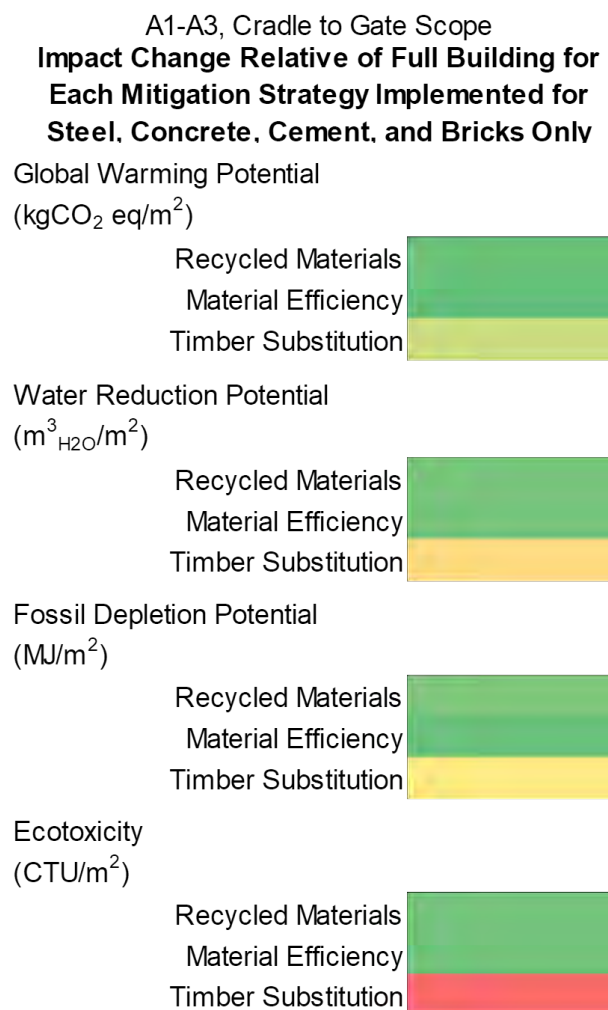 A1-A3, Cradle to Gate Scope
Impact Change Relative of Full Building for
Each Mitigation Strategy Implemented for
Steel, Concrete, Cement, and Bricks Only
Global Warming Potential
(kgCO₂ eq/m²)
Recycled Materials
Material Efficiency
Timber Substitution
Water Reduction Potential
(m³H2O/m²)
Recycled Materials
Material Efficiency
Timber Substitution
Fossil Depletion Potential
(MJ/m²)
Recycled Materials
Material Efficiency
Timber Substitution
Ecotoxicity
(CTU/m²)
Recycled Materials
Material Efficiency
Timber Substitution